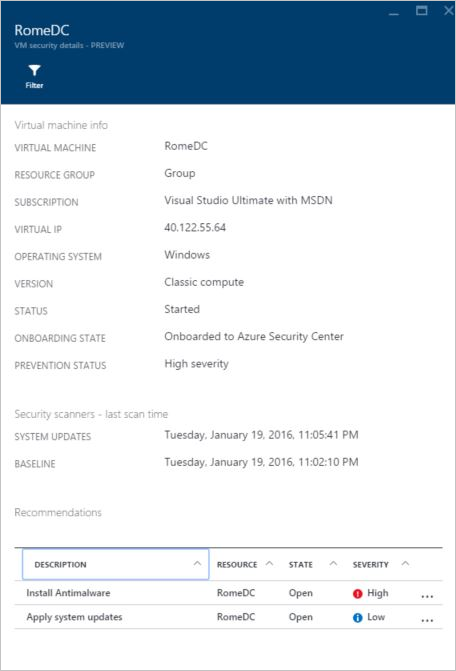 RomeDC
VM security details - PREVIEW
Filter
Virtual machine info
VIRTUAL MACHINE RomeDC
RESOURCE GROUP Group
SUBSCRIPTION Visual Studio Ultimate with MSDN
VIRTUAL IP 40.122.55.64
OPERATING SYSTEM Windows
VERSION Classic compute
STATUS Started
ONBOARDING STATE Onboarded to Azure Security Center
PREVENTION STATUS High severity
Security scanners - last scan time
SYSTEM UPDATES Tuesday, January 19, 2016, 11:05:41 PM
BASELINE Tuesday, January 19, 2016, 11:02:10 PM
Recommendations
DESCRIPTION RESOURCE STATE SEVERITY
Install Antimalware RomeDC Open High ...
Apply system updates RomeDC Open Low ...